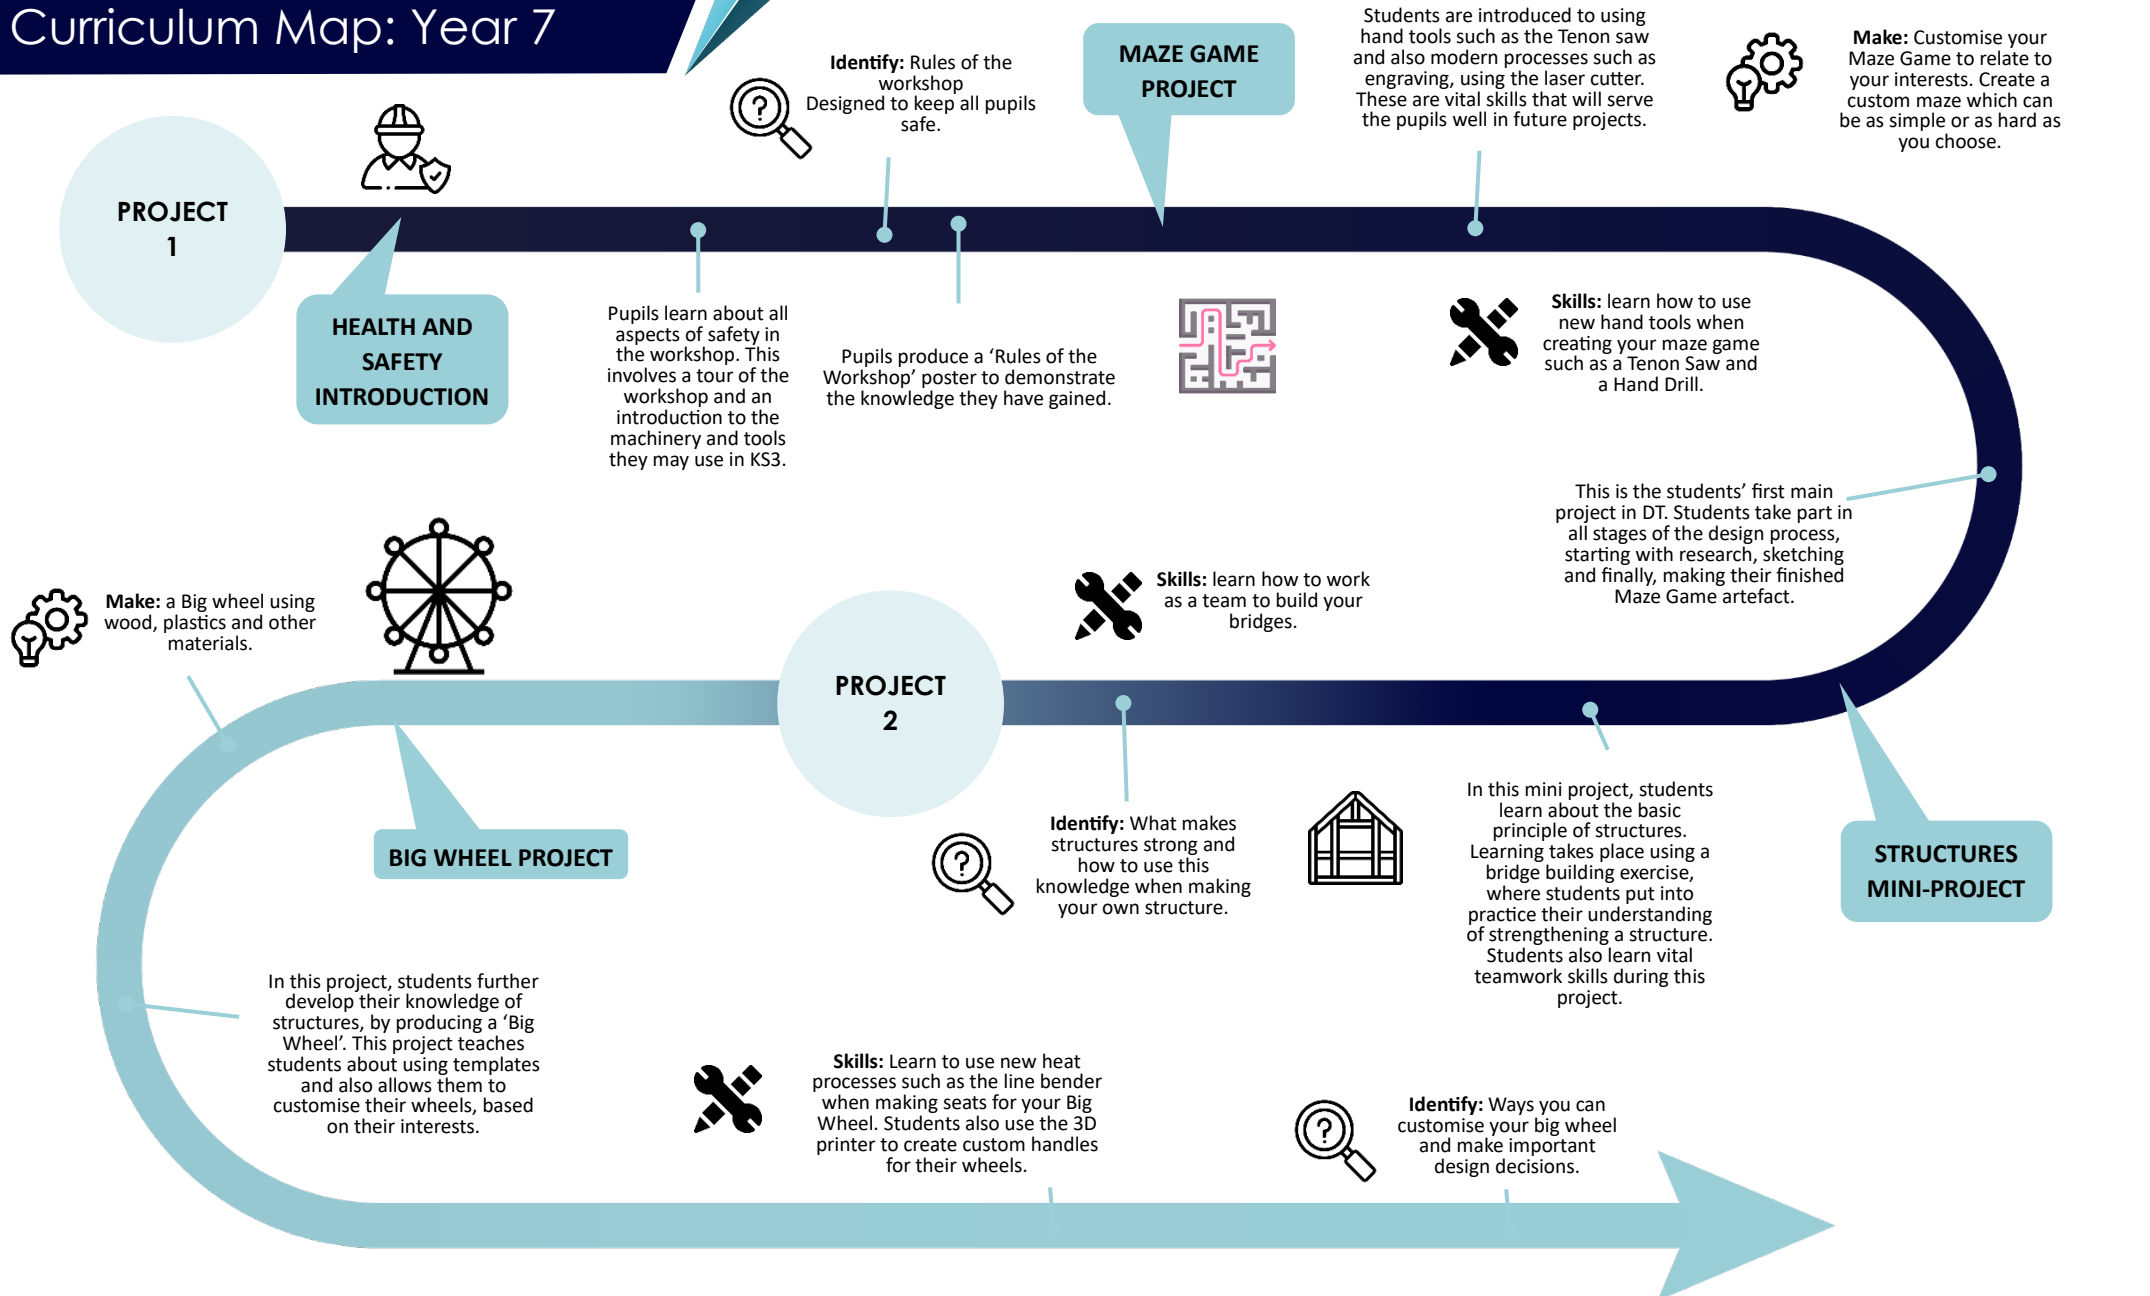 Curriculum Map: Year 7
PROJECT
1
HEALTH AND
SAFETY
INTRODUCTION
Pupils learn about all
aspects of safety in
the workshop. This
involves a tour of the
workshop and an
introduction to the
machinery and tools
they may use in KS3.
Identify: Rules of the
workshop
Designed to keep all pupils
safe.
Pupils produce a ‘Rules of the
Workshop’ poster to demonstrate
the knowledge they have gained.
MAZE GAME
PROJECT
Students are introduced to using
hand tools such as the Tenon saw
and also modern processes such as
engraving, using the laser cutter.
These are vital skills that will serve
the pupils well in future projects.
Make: Customise your
Maze Game to relate to
your interests. Create a
custom maze which can
be as simple or as hard as
you choose.
Skills: learn how to use
new hand tools when
creating your maze game
such as a Tenon Saw and
a Hand Drill.
This is the students’ first main
project in DT. Students take part in
all stages of the design process,
starting with research, sketching
and finally, making their finished
Maze Game artefact.
STRUCTURES
MINI-PROJECT
In this mini project, students
learn about the basic
principle of structures.
Learning takes place using a
bridge building exercise,
where students put into
practice their understanding
of strengthening a structure.
Students also learn vital
teamwork skills during this
project.
Skills: learn how to work
as a team to build your
bridges.
Identify: What makes
structures strong and
how to use this
knowledge when making
your own structure.
PROJECT
2
BIG WHEEL PROJECT
Make: a Big wheel using
wood, plastics and other
materials.
In this project, students further
develop their knowledge of
structures, by producing a ‘Big
Wheel’. This project teaches
students about using templates
and also allows them to
customise their wheels, based
on their interests.
Skills: Learn to use new heat
processes such as the line bender
when making seats for your Big
Wheel. Students also use the 3D
printer to create custom handles
for their wheels.
Identify: Ways you can
customise your big wheel
and make important
design decisions.